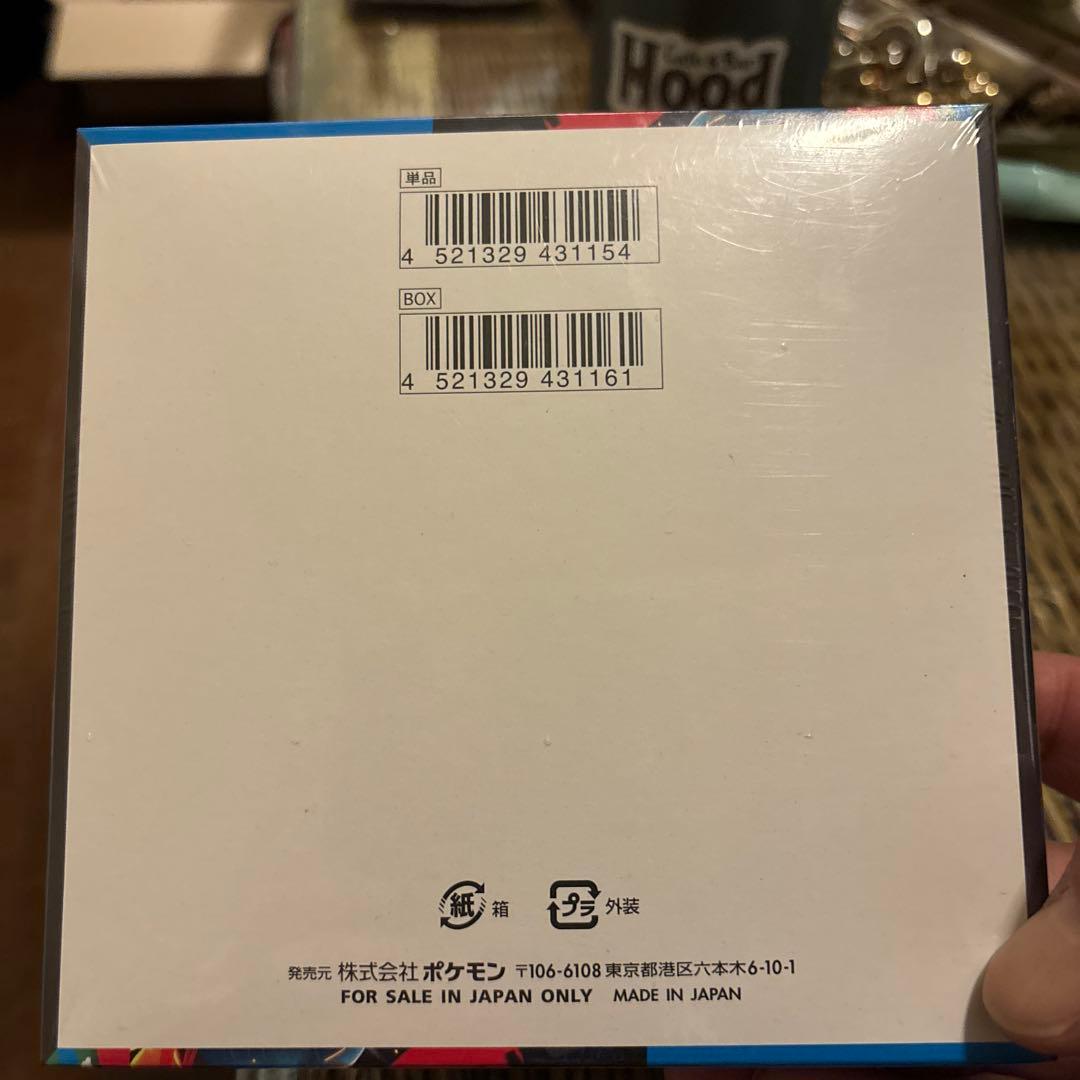 Hood
単品
4 521329 431154
BOX
4 521329 431161
紙 箱 プラ 外装
発売元 株式会社 ポケモン 〒106-6108 東京都港区六本木6-10-1
FOR SALE IN JAPAN ONLY MADE IN JAPAN